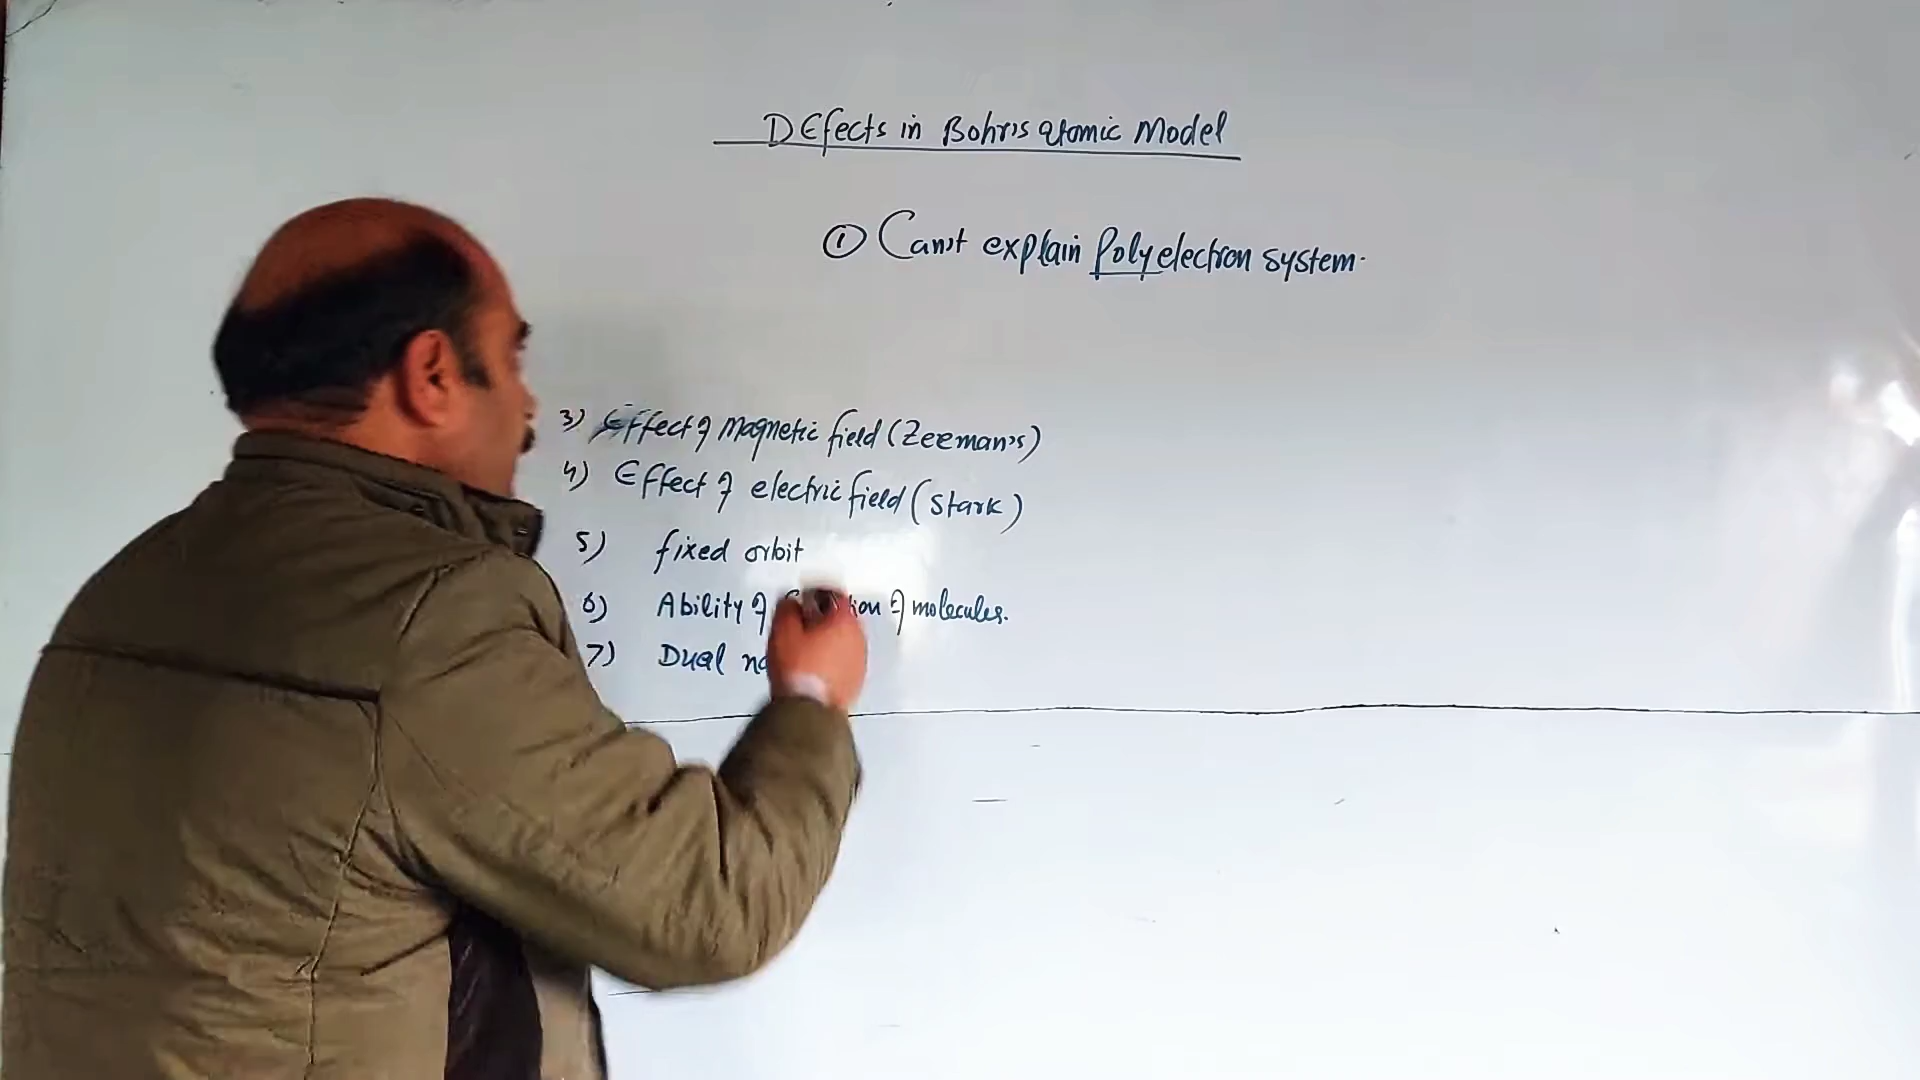 DEfects in Bohr's atomic Model
① Can't explain Polyelectron system.
3) Effect of Magnetic field (Zeeman's)
4) Effect of electric field (Stark)
5) fixed orbit
6) Ability of of molecules.
7) Dual